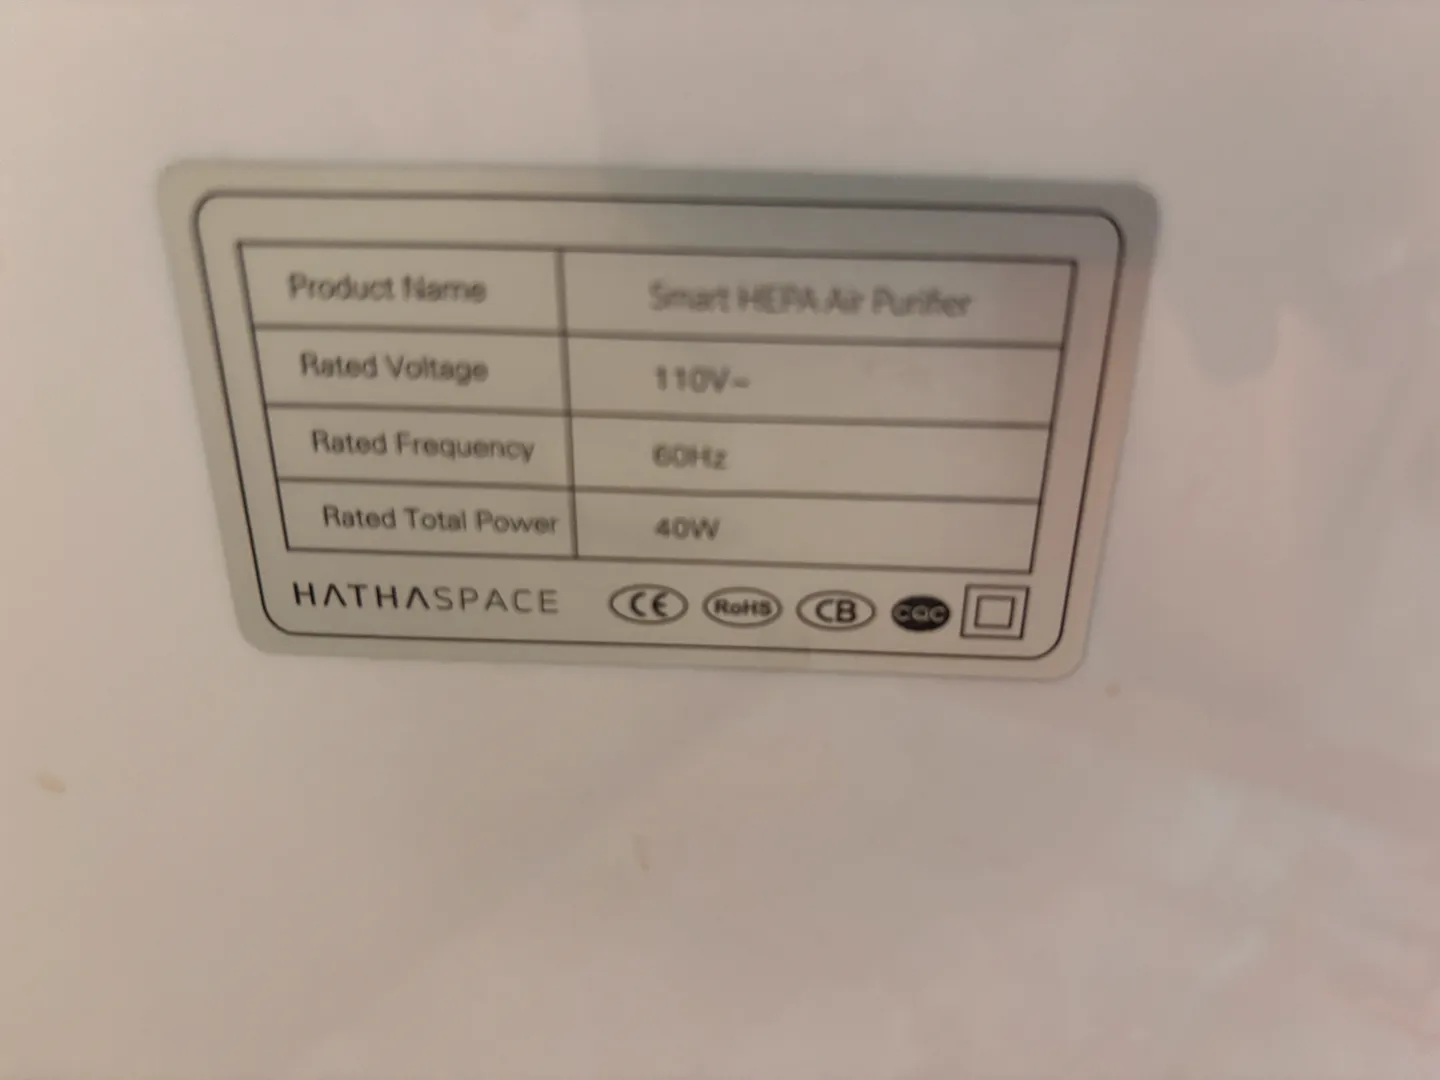 Product Name Smart HEPA Air Purifier
Rated Voltage 110V~
Rated Frequency 60Hz
Rated Total Power 40W
HATHASPACE CE RoHS CB CQC